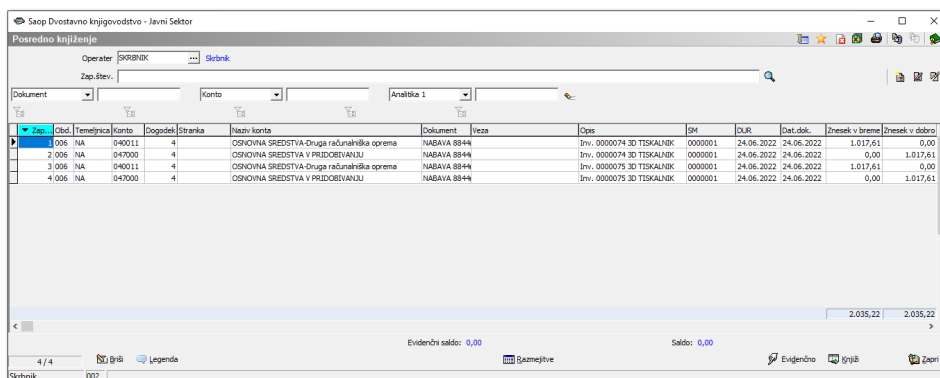 Saop Dvostavno knjigovodstvo - Javni Sektor
Posredno knjiženje
Operater SKRBNIK ... Skrbnik
Zap.štev.
Dokument Konto Analitika 1
Zap... Obd. Temeljnica Konto Dogodek Stranka Naziv konta Dokument Veza Opis SM DUR Dat.dok. Znesek v breme Znesek v dobro
1 006 NA 040011 4 OSNOVNA SREDSTVA-Druga računalniška oprema NABAVA 8844 Inv. 0000074 3D TISKALNIK 0000001 24.06.2022 24.06.2022 1.017,61 0,00
2 006 NA 047000 4 OSNOVNA SREDSTVA V PRIDOBIVANJU NABAVA 8844 Inv. 0000074 3D TISKALNIK 0000001 24.06.2022 24.06.2022 0,00 1.017,61
3 006 NA 040011 4 OSNOVNA SREDSTVA-Druga računalniška oprema NABAVA 8844 Inv. 0000075 3D TISKALNIK 0000001 24.06.2022 24.06.2022 1.017,61 0,00
4 006 NA 047000 4 OSNOVNA SREDSTVA V PRIDOBIVANJU NABAVA 8844 Inv. 0000075 3D TISKALNIK 0000001 24.06.2022 24.06.2022 0,00 1.017,61
2.035,22 2.035,22
Evidenčni saldo: 0,00 Saldo: 0,00
4 / 4 Briši Legenda Razmejitve Evidenčno Knjiži Zapri
Skrbnik 002